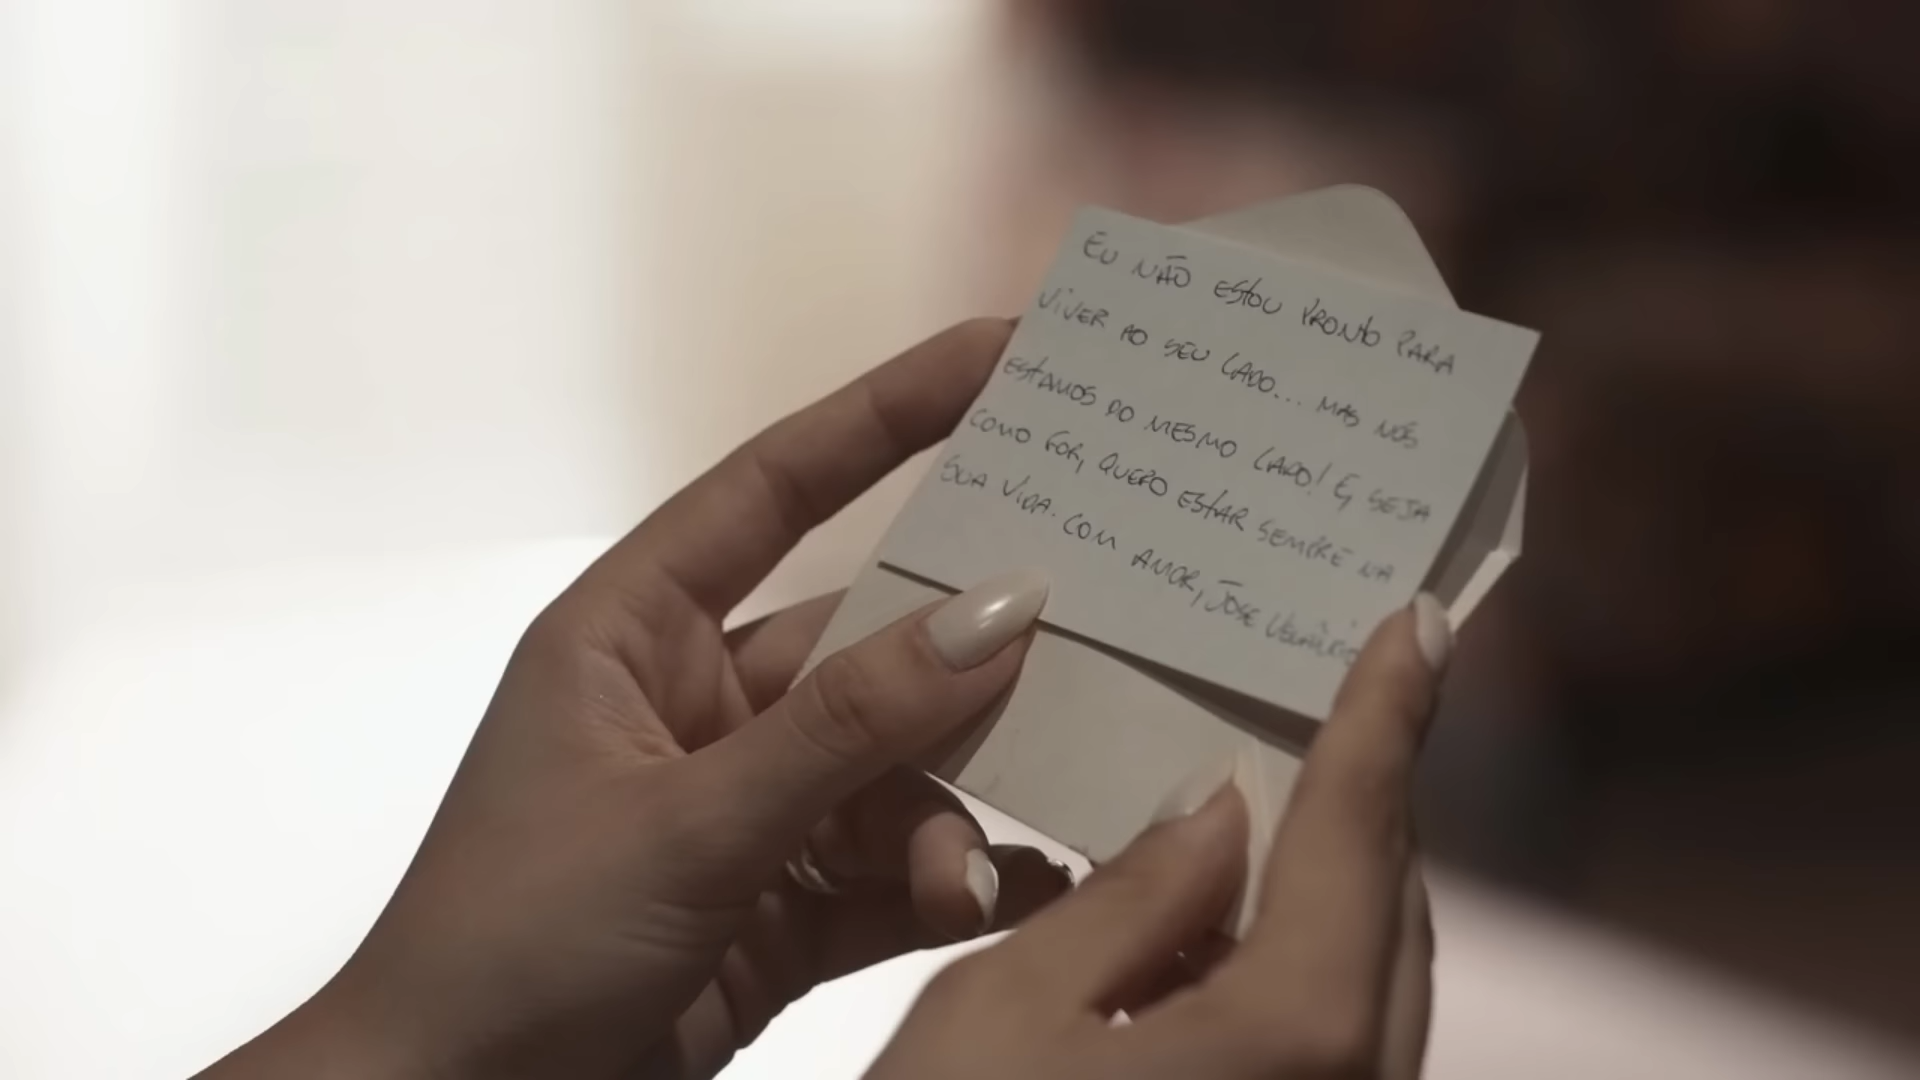 EU NÃO ESTOU PRONTO PARA
VIVER AO SEU LADO... MAS NÓS
ESTAMOS DO MESMO LADO! E, SEJA
COMO FOR, QUERO ESTAR SEMPRE NA
SUA VIDA. COM AMOR, JOSÉ VENÂNCIO